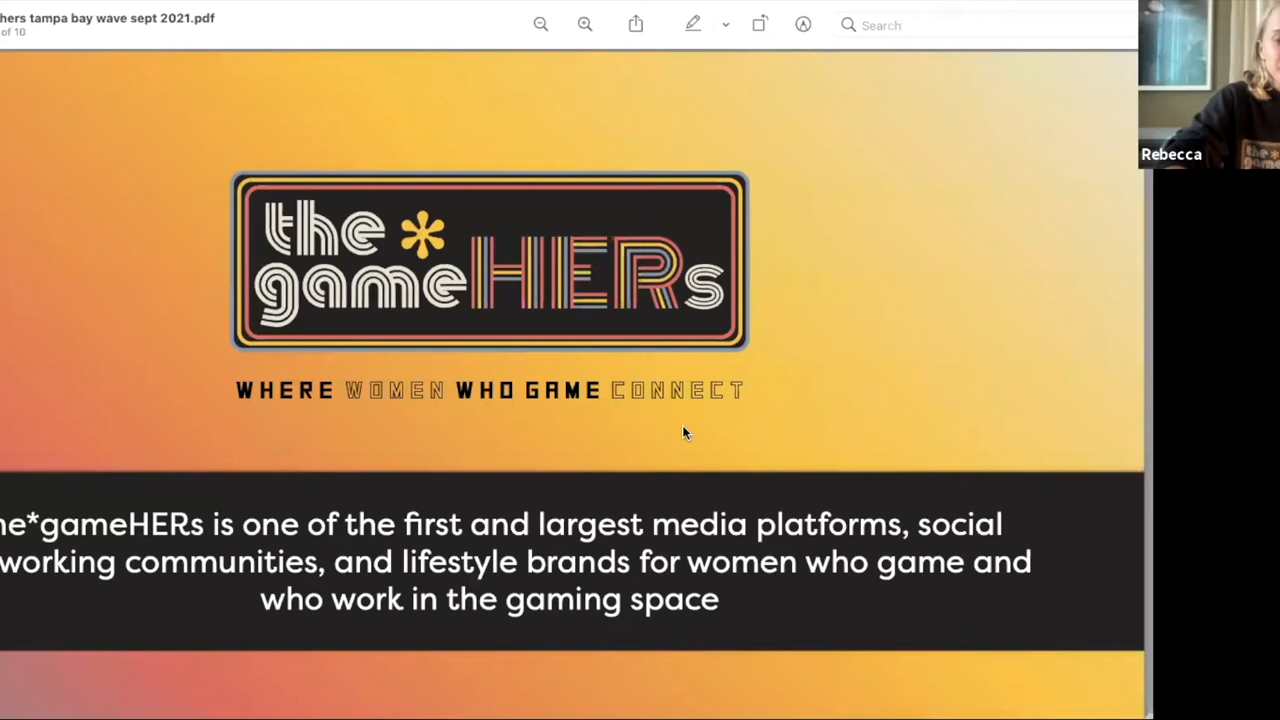 hers tampa bay wave sept 2021.pdf
of 10
Search
Rebecca
the *
gameHERs
WHERE WOMEN WHO GAME CONNECT
he*gameHERs is one of the first and largest media platforms, social
working communities, and lifestyle brands for women who game and
who work in the gaming space